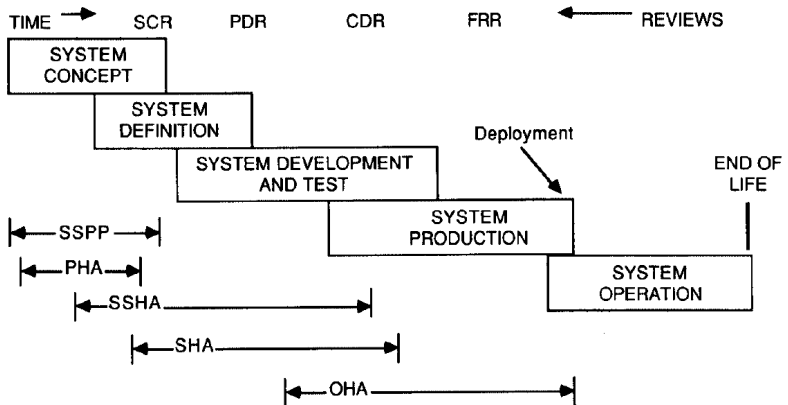 TIME SCR PDR CDR FRR REVIEWS
SYSTEM
CONCEPT
SYSTEM
DEFINITION
Deployment
SYSTEM DEVELOPMENT
AND TEST
END OF
LIFE
SYSTEM
PRODUCTION
SSPP
PHA
SYSTEM
OPERATION
SSHA
SHA
OHA